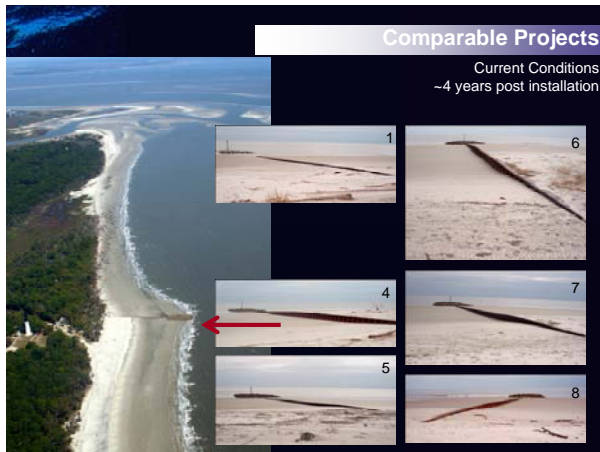 Comparable Projects
Current Conditions
~4 years post installation
1
6
4
7
5
8